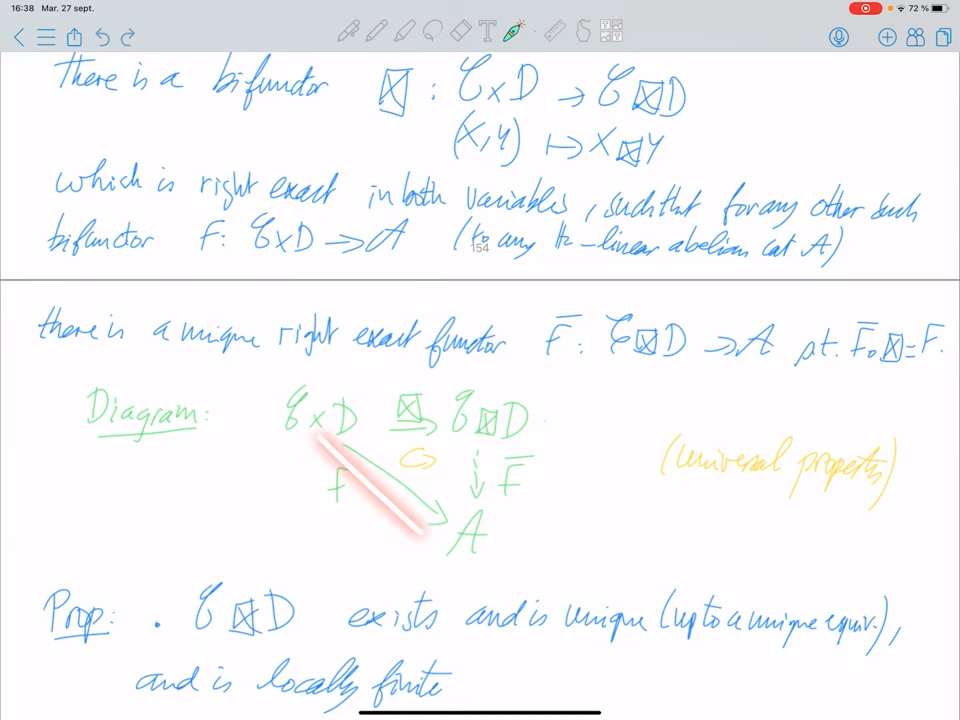 16:38 Mar. 27 sept. 72 %
there is a bifunctor ⊠ : C×D → C⊠D
(X,Y) ↦ X⊠Y
which is right exact in both variables, such that for any other such
bifunctor F: C×D → A (to any k-linear abelian cat A)
154
there is a unique right exact functor F̄ : C⊠D → A s.t. F̄∘⊠=F.
Diagram: C×D ⊠→ C⊠D
(universal property)
F F̄
A
Prop: . C⊠D exists and is unique (up to a unique equiv.),
and is locally finite